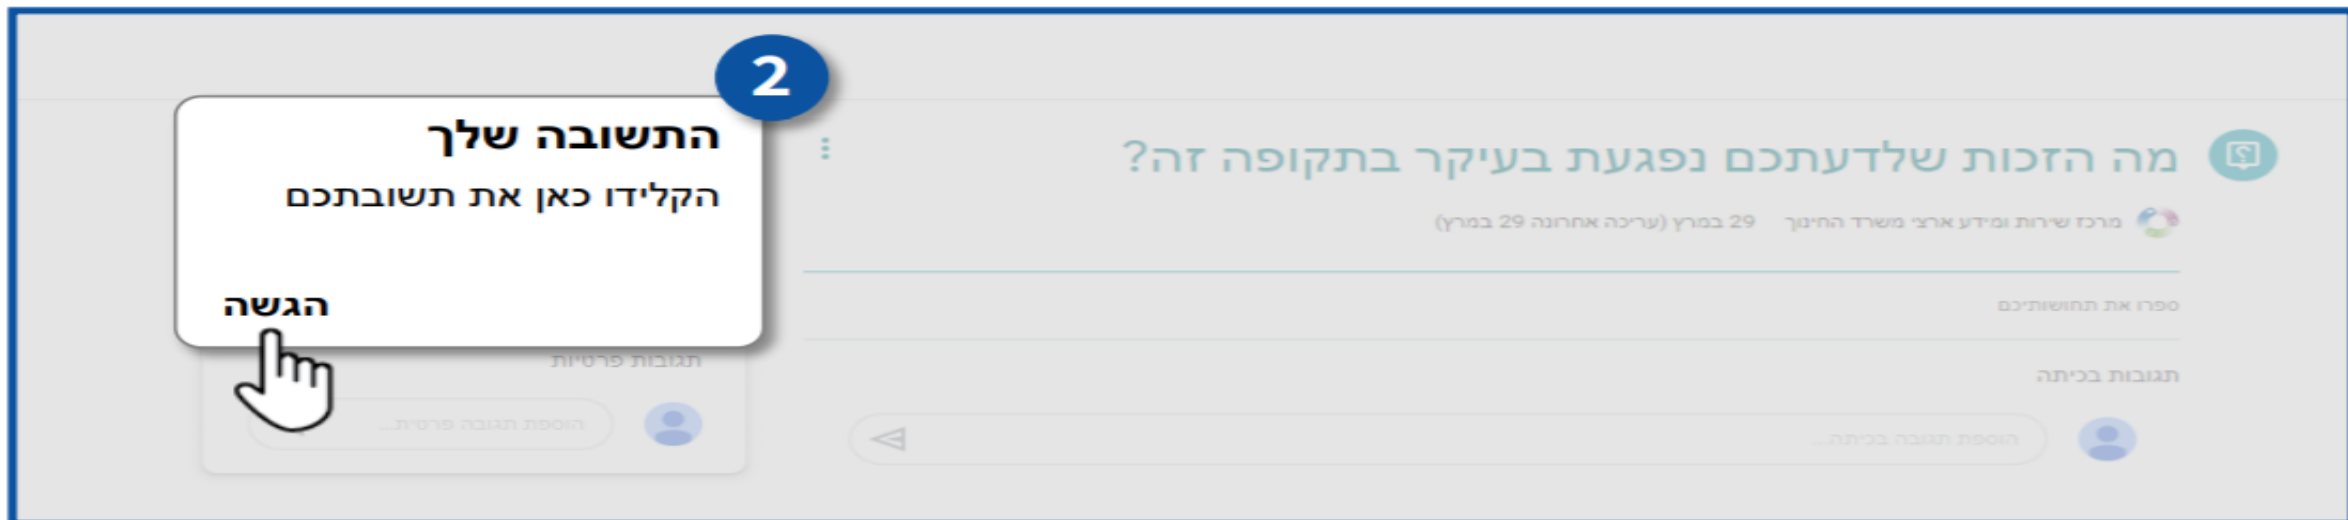 2
התשובה שלך
הקלידו כאן את תשובתכם
הגשה
מה הזכות שלדעתכם נפגעת בעיקר בתקופה זה?
מרכז שירות ומידע ארצי משרד החינוך 29 במרץ (עריכה אחרונה 29 במרץ)
ספרו את תחושותיכם
תגובות בכיתה
הוספת תגובה בכיתה...
תגובות פרטיות
הוספת תגובה פרטית...